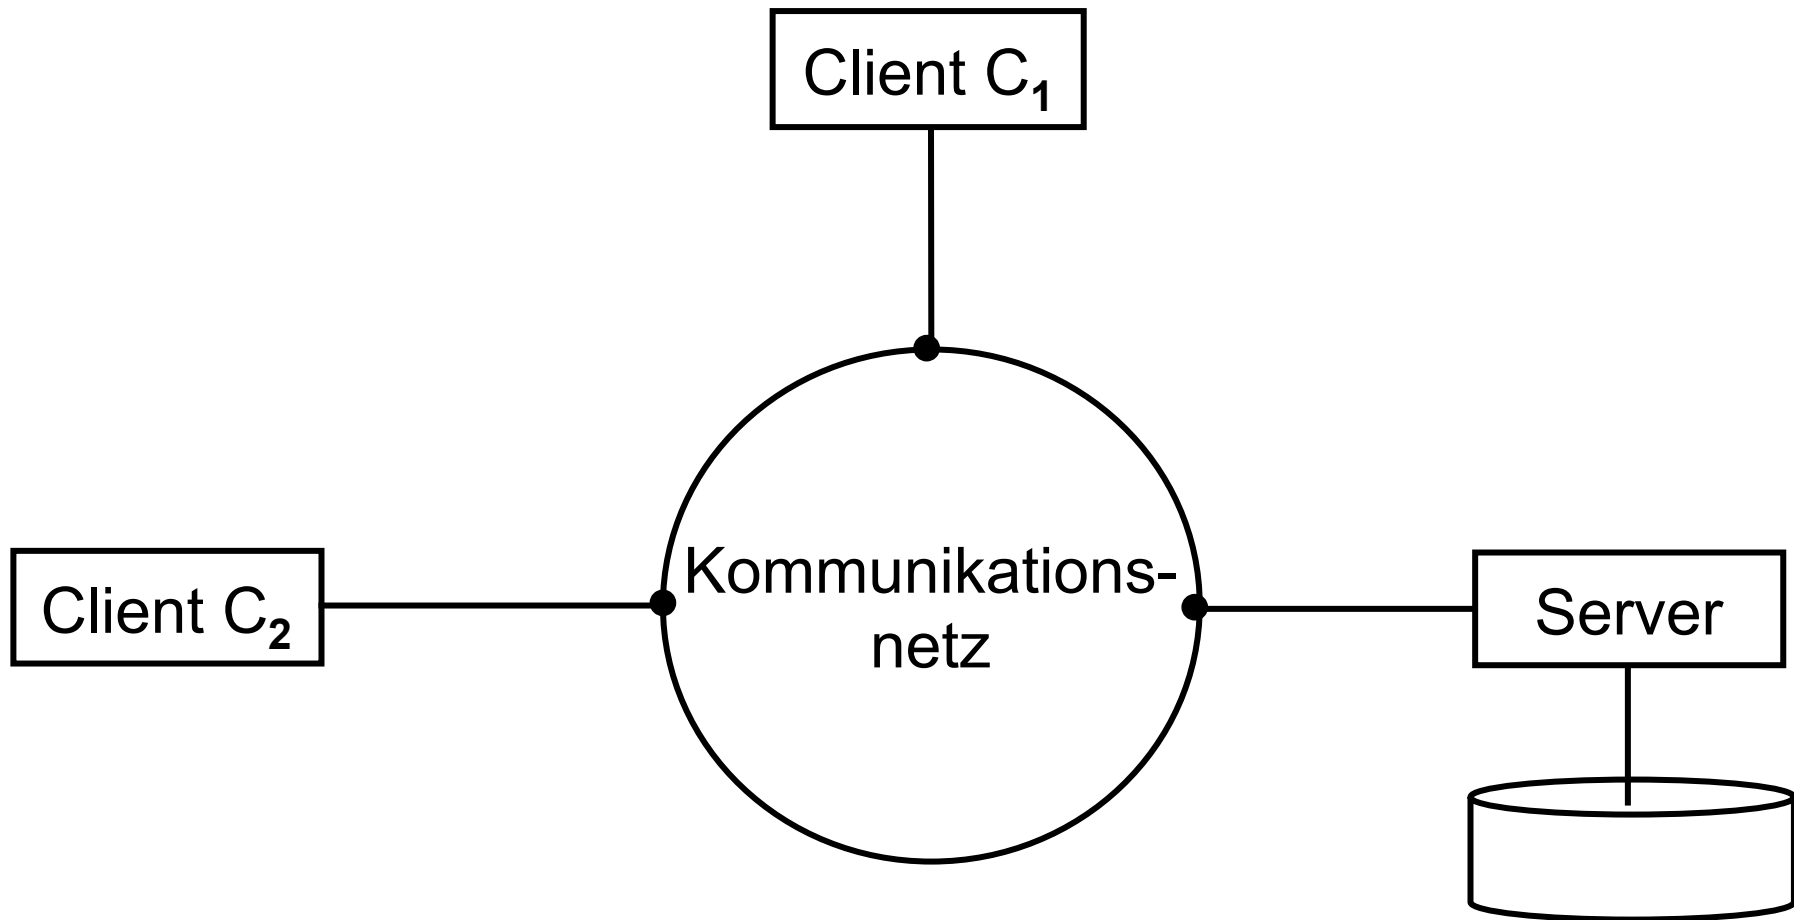 Client C₁
Kommunikations-
netz
Client C₂
Server